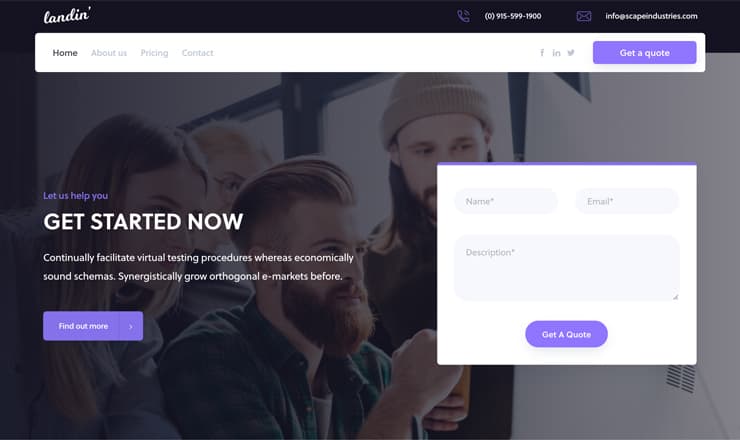 landin'
(0) 915-599-1900
info@scapeindustries.com
Home
About us
Pricing
Contact
f
in
Get a quote
Let us help you
GET STARTED NOW
Continually facilitate virtual testing procedures whereas economically
sound schemas. Synergistically grow orthogonal e-markets before.
Find out more
Name*
Email*
Description*
Get A Quote